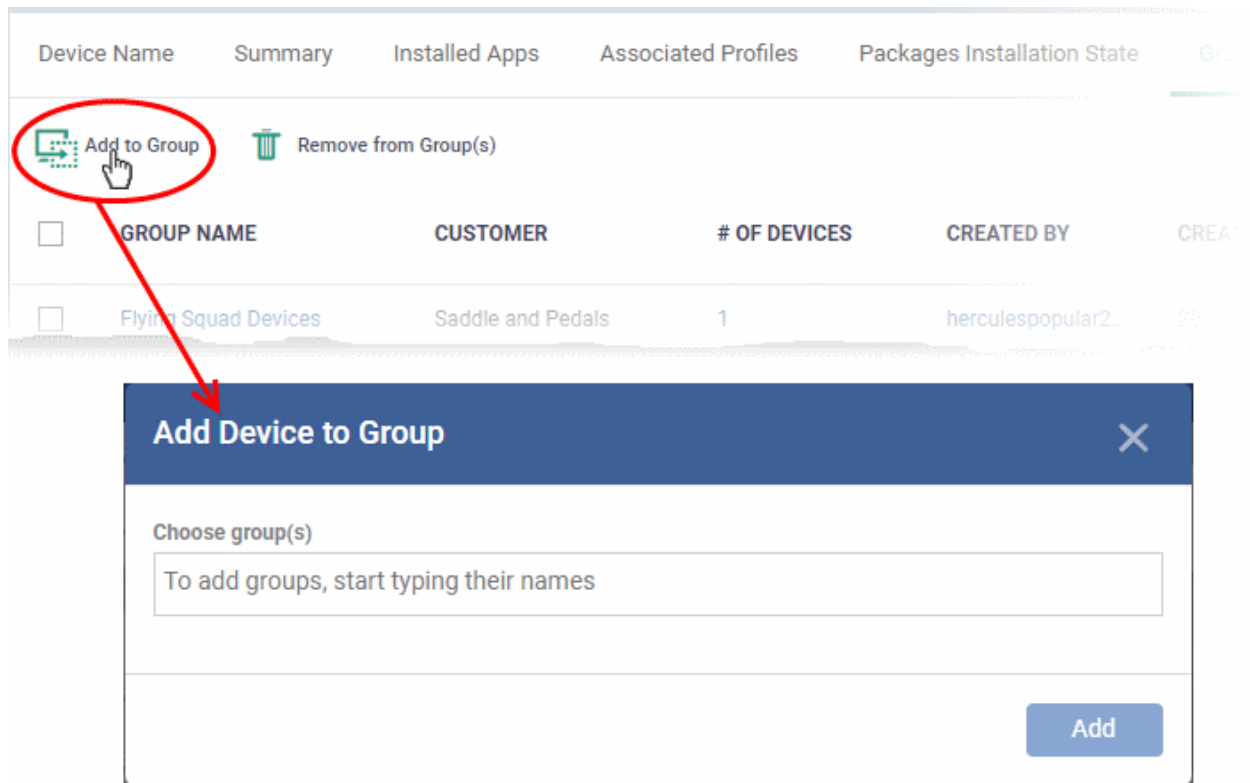 Device Name Summary Installed Apps Associated Profiles Packages Installation State
Add to Group Remove from Group(s)
GROUP NAME CUSTOMER # OF DEVICES CREATED BY
Flying Squad Devices Saddle and Pedals 1 herculespopular2...
Add Device to Group
Choose group(s)
To add groups, start typing their names
Add